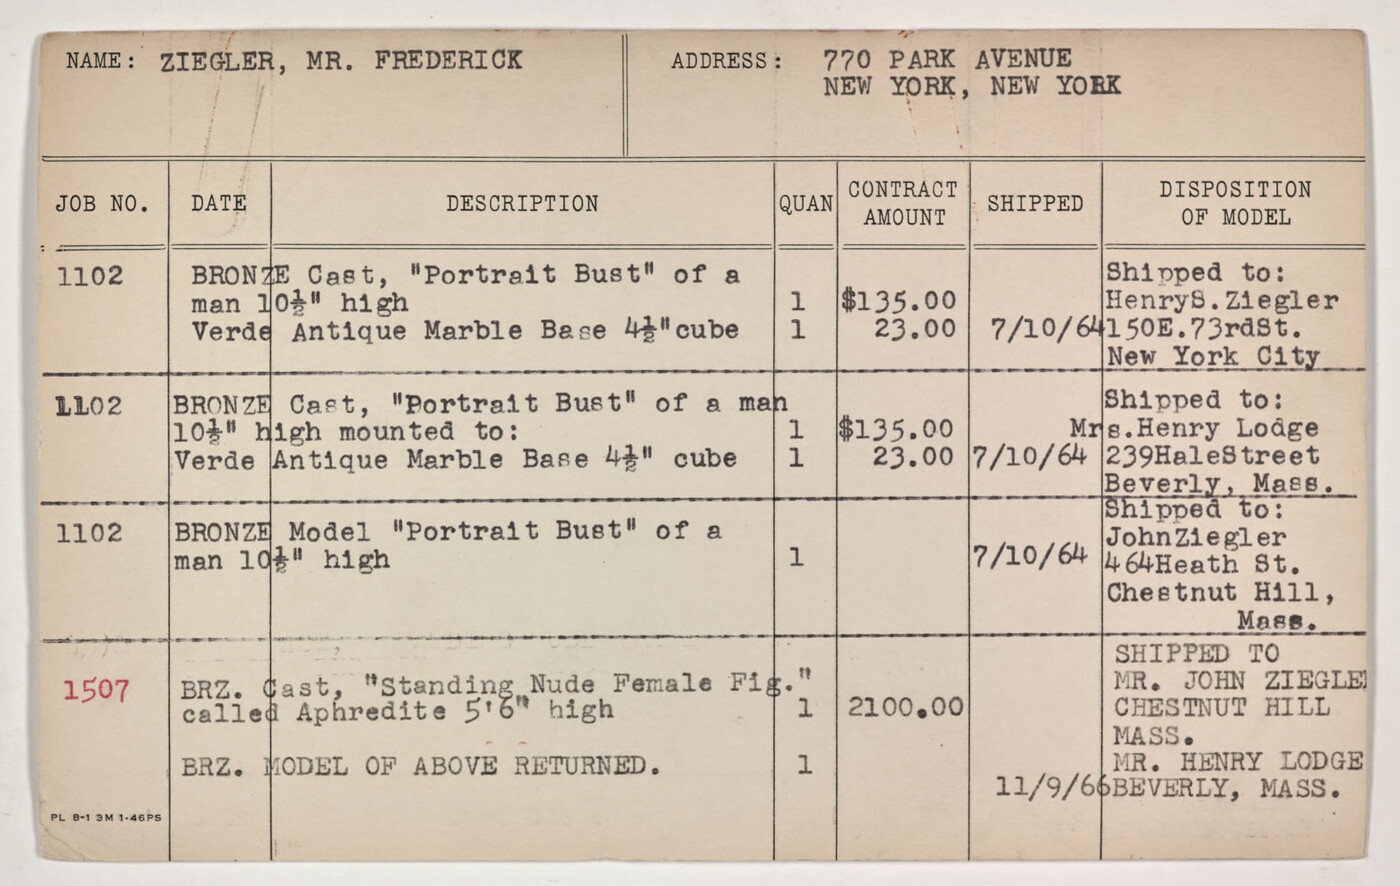 NAME: ZIEGLER, MR. FREDERICK
ADDRESS: 770 PARK AVENUE
NEW YORK, NEW YORK
JOB NO. DATE DESCRIPTION QUAN CONTRACT AMOUNT SHIPPED DISPOSITION OF MODEL
1102 BRONZE Cast, "Portrait Bust" of a Shipped to:
man 10½" high 1 $135.00 HenryS.Ziegler
Verde Antique Marble Base 4½"cube 1 23.00 7/10/64 150E.73rdSt.
New York City
1102 BRONZE Cast, "Portrait Bust" of a man Shipped to:
10½" high mounted to: 1 $135.00 Mrs.Henry Lodge
Verde Antique Marble Base 4½" cube 1 23.00 7/10/64 239HaleStreet
Beverly, Mass.
Shipped to:
1102 BRONZE Model "Portrait Bust" of a JohnZiegler
man 10½" high 1 7/10/64 464Heath St.
Chestnut Hill,
Mass.
SHIPPED TO
1507 BRZ. Cast, "Standing Nude Female Fig." MR. JOHN ZIEGLER
called Aphredite 5'6" high 1 2100.00 CHESTNUT HILL
MASS.
BRZ. MODEL OF ABOVE RETURNED. 1 MR. HENRY LODGE
11/9/66 BEVERLY, MASS.
PL 8-1 3M 1-46PS